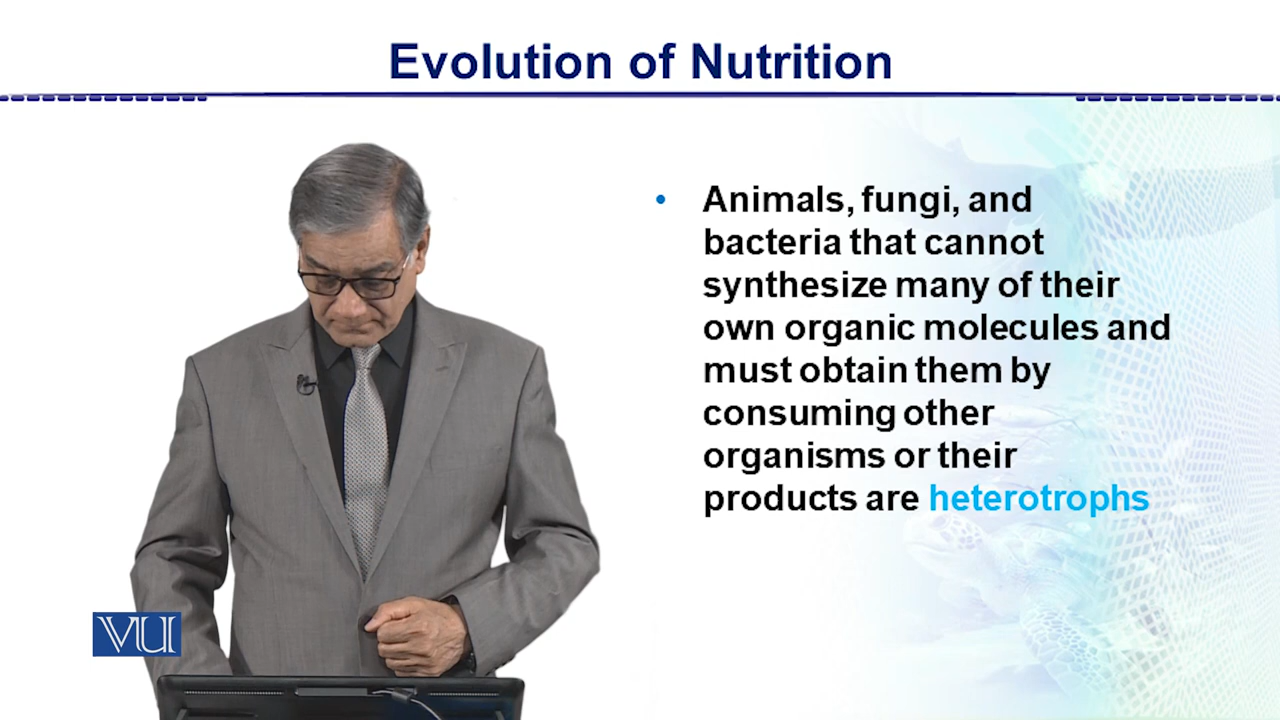 Evolution of Nutrition
• Animals, fungi, and
bacteria that cannot
synthesize many of their
own organic molecules and
must obtain them by
consuming other
organisms or their
products are heterotrophs
VU